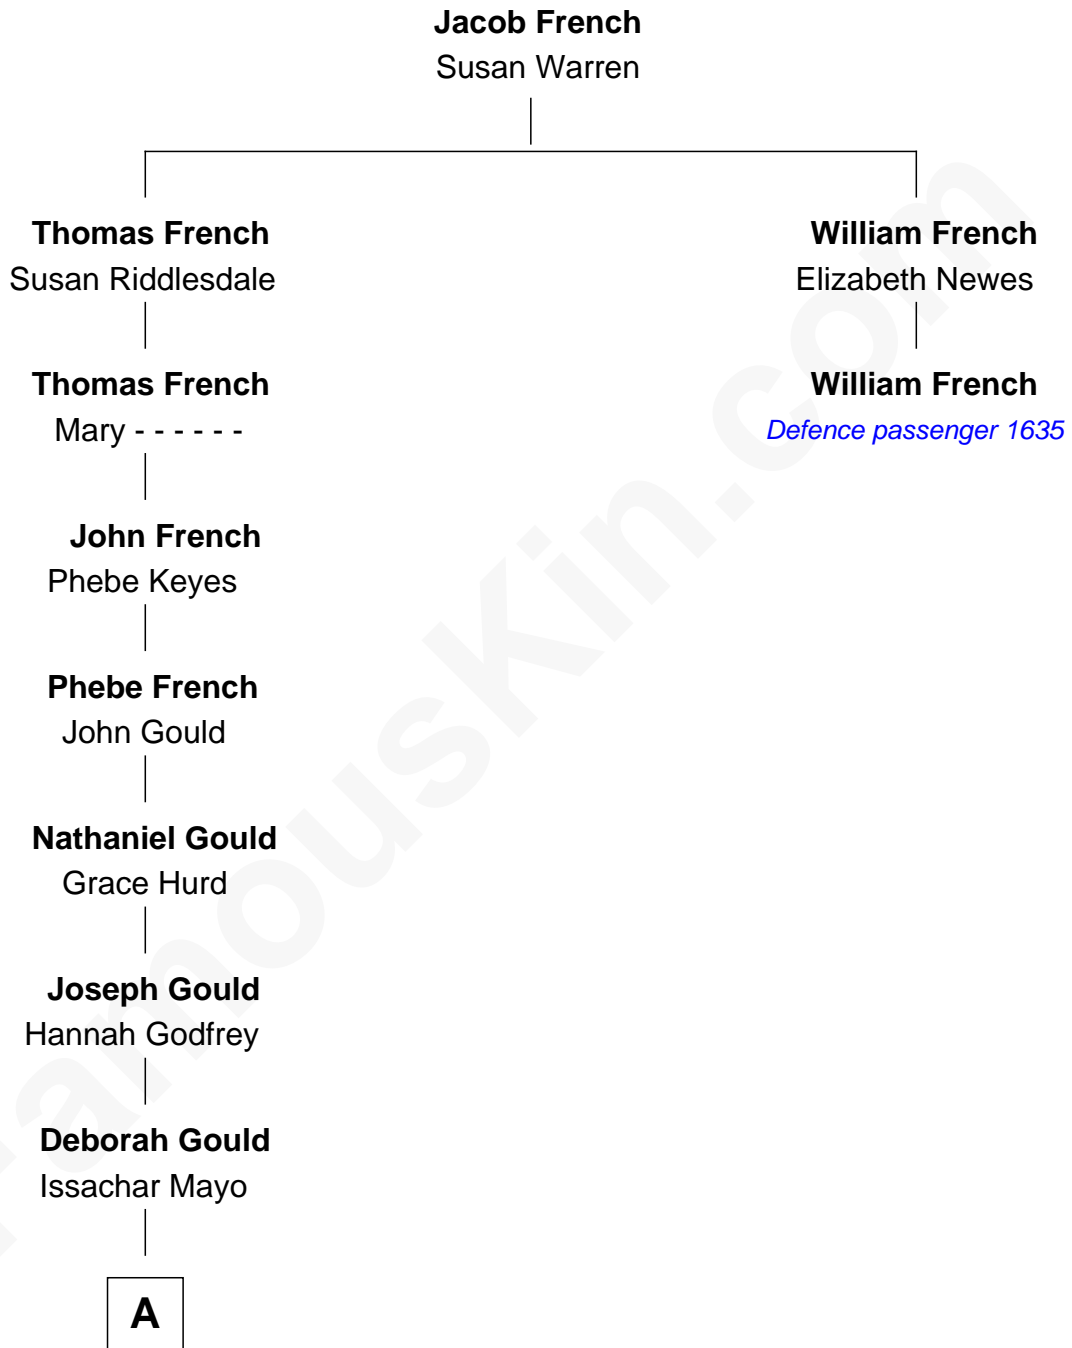 Jacob French
Susan Warren
Thomas French
William French
Susan Riddlesdale
Elizabeth Newes
Thomas French
William French
Mary - - - - - -
Defence passenger 1635
John French
Phebe Keyes
Phebe French
John Gould
Nathaniel Gould
Grace Hurd
Joseph Gould
Hannah Godfrey
Deborah Gould
Issachar Mayo
A
FamousKin.com